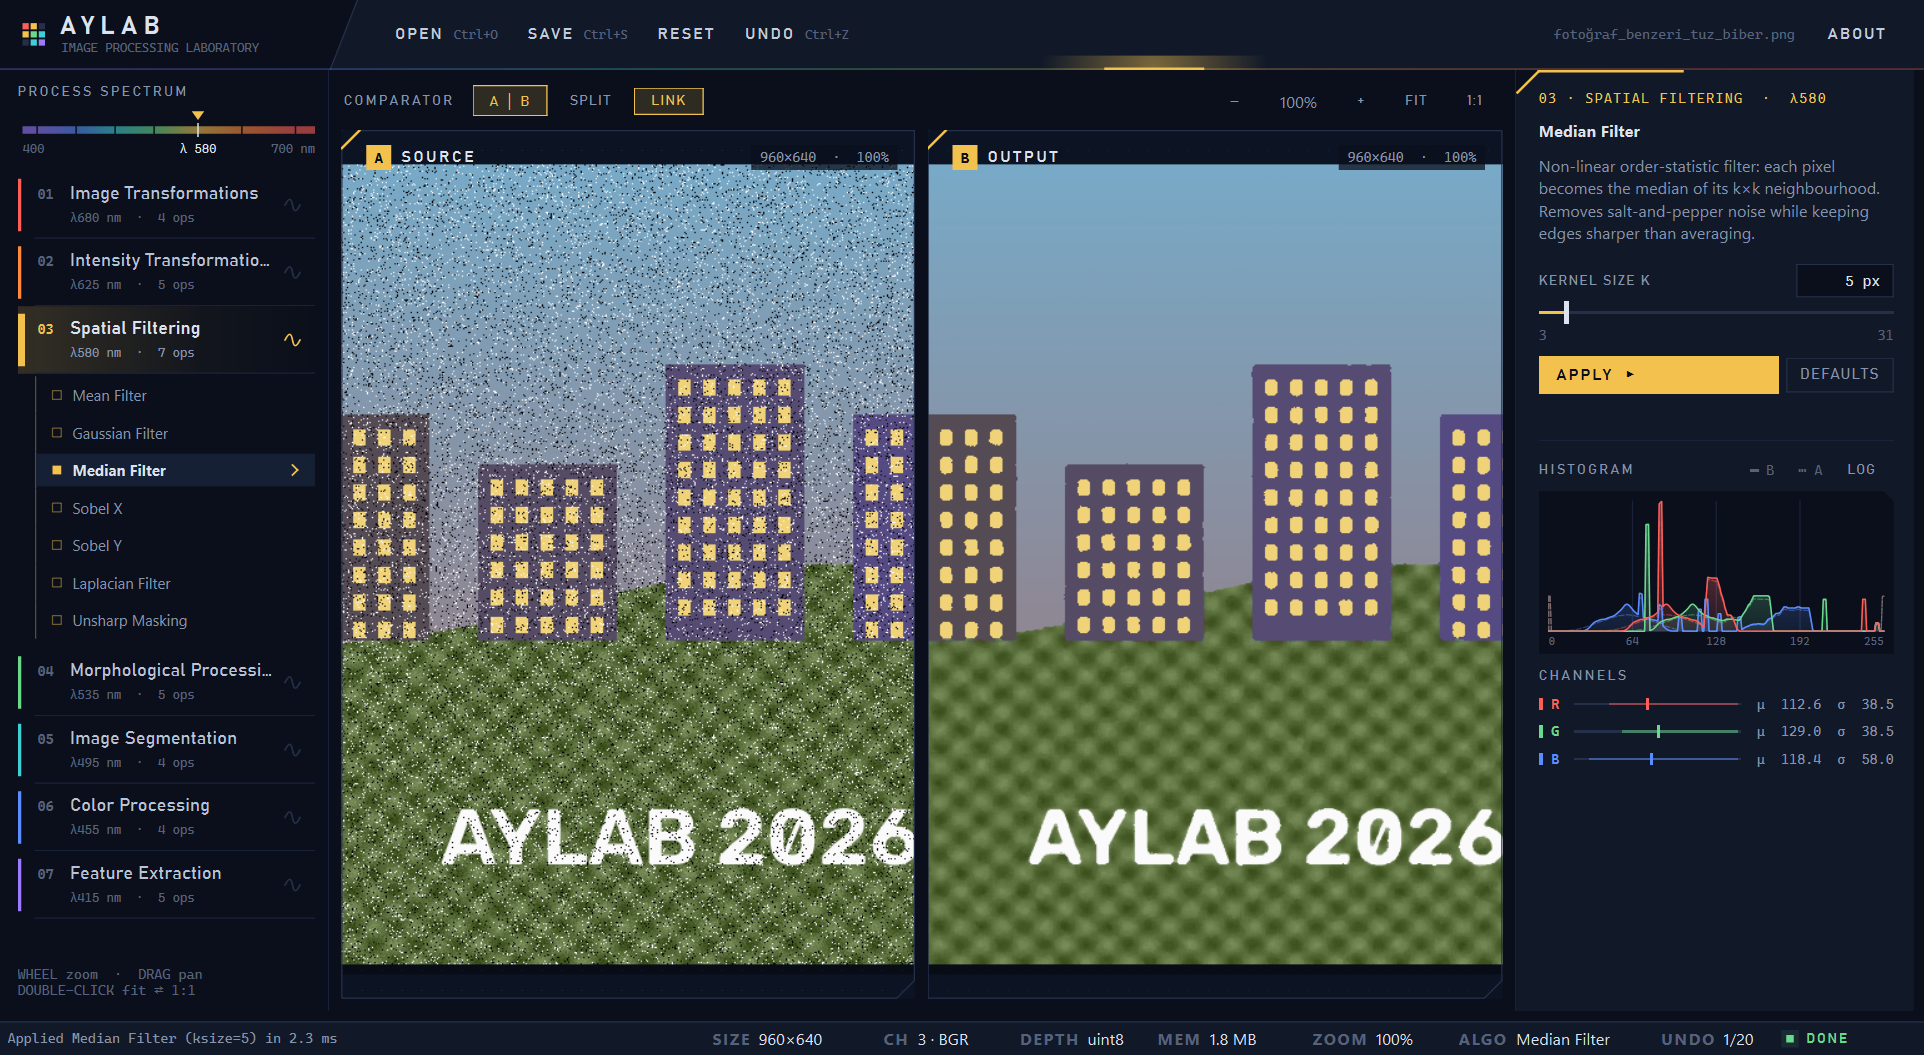 AYLAB
IMAGE PROCESSING LABORATORY
OPEN Ctrl+O SAVE Ctrl+S RESET UNDO Ctrl+Z
fotoğraf_benzeri_tuz_biber.png ABOUT
PROCESS SPECTRUM
400 λ 580 700 nm
01 Image Transformations
λ680 nm · 4 ops
02 Intensity Transformatio…
λ625 nm · 5 ops
03 Spatial Filtering
λ580 nm · 7 ops
Mean Filter
Gaussian Filter
Median Filter
Sobel X
Sobel Y
Laplacian Filter
Unsharp Masking
04 Morphological Processi…
λ535 nm · 5 ops
05 Image Segmentation
λ495 nm · 4 ops
06 Color Processing
λ455 nm · 4 ops
07 Feature Extraction
λ415 nm · 5 ops
WHEEL zoom · DRAG pan
DOUBLE-CLICK fit ⇄ 1:1
COMPARATOR A | B SPLIT LINK
− 100% + FIT 1:1
A SOURCE 960×640 · 100%
AYLAB 2026
B OUTPUT 960×640 · 100%
AYLAB 2026
03 · SPATIAL FILTERING · λ580
Median Filter
Non-linear order-statistic filter: each pixel
becomes the median of its k×k neighbourhood.
Removes salt-and-pepper noise while keeping
edges sharper than averaging.
KERNEL SIZE K 5 px
3 31
APPLY ▸ DEFAULTS
HISTOGRAM B A LOG
0 64 128 192 255
CHANNELS
R μ 112.6 σ 38.5
G μ 129.0 σ 38.5
B μ 118.4 σ 58.0
Applied Median Filter (ksize=5) in 2.3 ms
SIZE 960×640 CH 3 · BGR DEPTH uint8 MEM 1.8 MB ZOOM 100% ALGO Median Filter UNDO 1/20 DONE